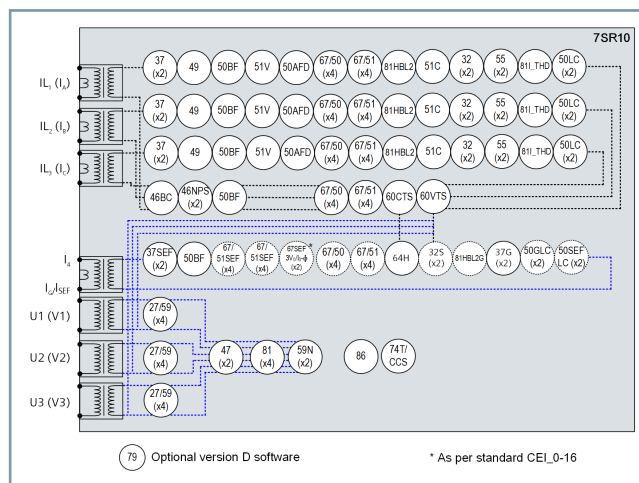 7SR10
IL₁ (I_A) 37 (x2) 49 50BF 51V 50AFD 67/50 (x4) 67/51 (x4) 81HBL2 51C 32 (x2) 55 (x2) 81I_THD 50LC (x2)
IL₂ (I_B) 37 (x2) 49 50BF 51V 50AFD 67/50 (x4) 67/51 (x4) 81HBL2 51C 32 (x2) 55 (x2) 81I_THD 50LC (x2)
IL₃ (I_C) 37 (x2) 49 50BF 51V 50AFD 67/50 (x4) 67/51 (x4) 81HBL2 51C 32 (x2) 55 (x2) 81I_THD 50LC (x2)
46BC 46NPS (x2) 50BF 67/50 (x4) 67/51 (x4) 60CTS 60VTS
I₄ 37SEF (x2) 50BF 67/ 51SEF (x4) 67/ 51SEF (x4) 67SEF * 3V₀/I₀-φ (x2) 67/50 (x4) 67/51 (x4) 64H 32S (x2) 81HBL2G 37G (x2) 50GLC (x2) 50SEF LC (x2)
I_G/I_SEF
U1 (V1) 27/59 (x4)
U2 (V2) 27/59 (x4) 47 (x2) 81 (x4) 59N (x2) 86 74T/ CCS
U3 (V3) 27/59 (x4)
79 Optional version D software * As per standard CEI_0-16